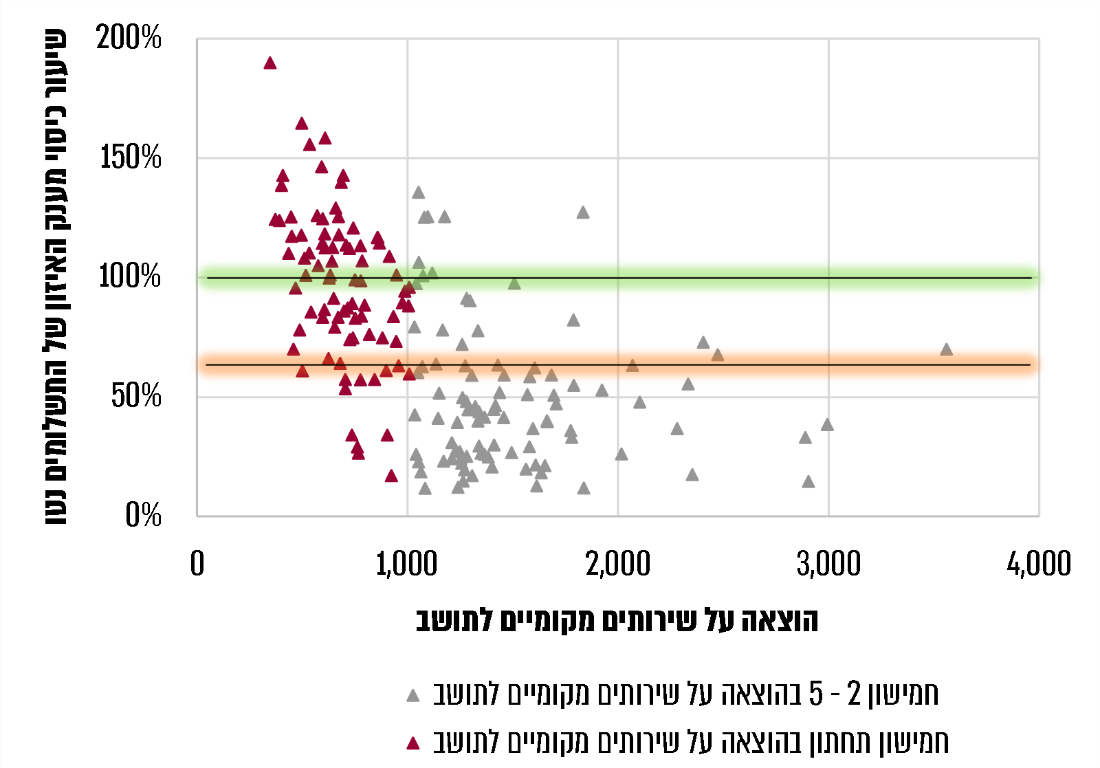 שיעור כיסוי מענק האיזון של התשלומים נטו
200%
150%
100%
50%
0%
0 1,000 2,000 3,000 4,000
הוצאה על שירותים מקומיים לתושב
חמישון 2 - 5 בהוצאה על שירותים מקומיים לתושב
חמישון תחתון בהוצאה על שירותים מקומיים לתושב